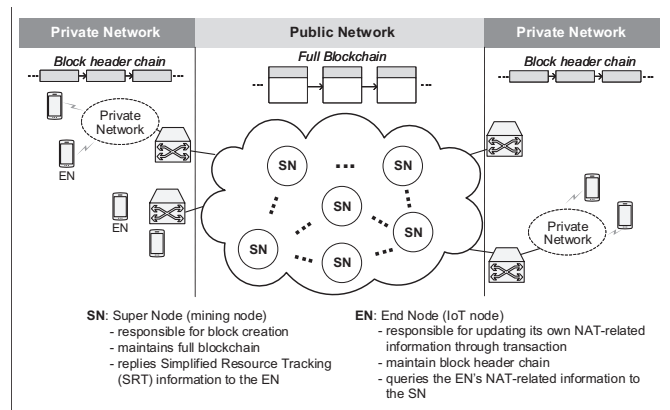 Private Network
Public Network
Private Network
Block header chain
Full Blockchain
Block header chain
Private
Network
EN
EN
SN
SN
SN
SN
SN
SN
Private
Network
SN: Super Node (mining node)
- responsible for block creation
- maintains full blockchain
- replies Simplified Resource Tracking
(SRT) information to the EN
EN: End Node (IoT node)
- responsible for updating its own NAT-related
information through transaction
- maintain block header chain
- queries the EN's NAT-related information to
the SN